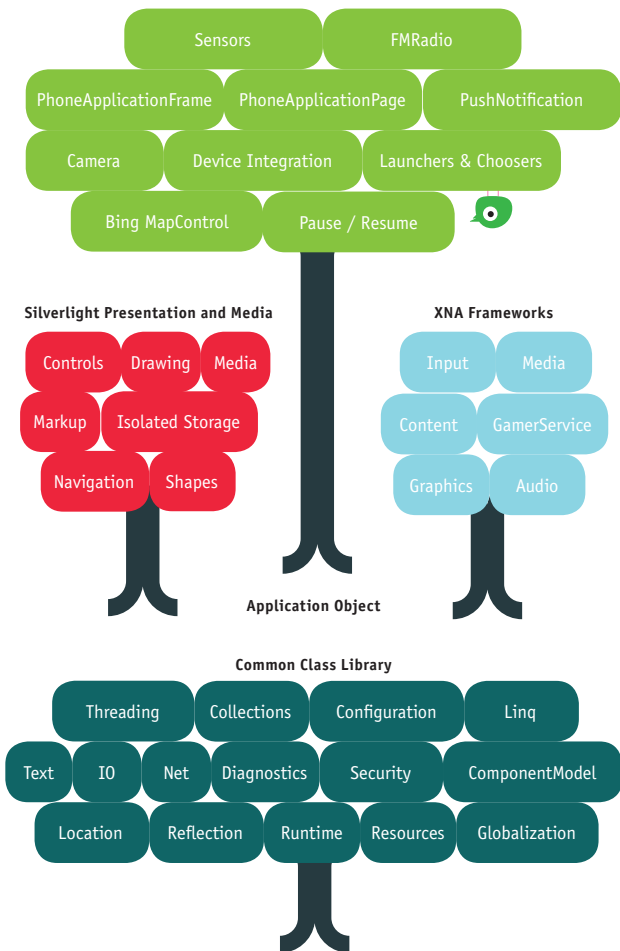 Sensors FMRadio
PhoneApplicationFrame PhoneApplicationPage PushNotification
Camera Device Integration Launchers & Choosers
Bing MapControl Pause / Resume
Silverlight Presentation and Media
Controls Drawing Media
Markup Isolated Storage
Navigation Shapes
XNA Frameworks
Input Media
Content GamerService
Graphics Audio
Application Object
Common Class Library
Threading Collections Configuration Linq
Text IO Net Diagnostics Security ComponentModel
Location Reflection Runtime Resources Globalization